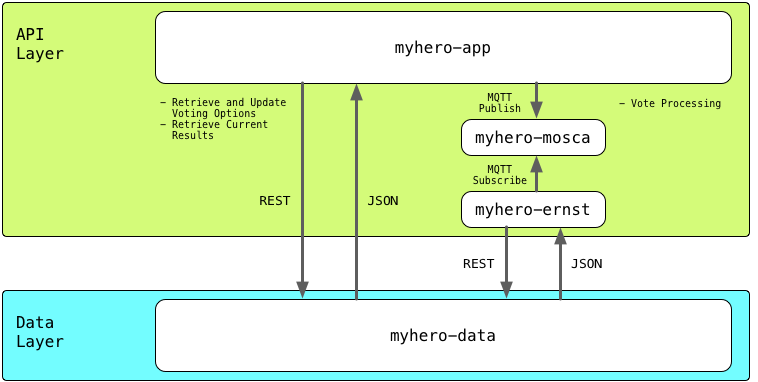 API
Layer
myhero-app
- Retrieve and Update
Voting Options
- Retrieve Current
Results
MQTT
Publish
- Vote Processing
myhero-mosca
MQTT
Subscribe
REST
JSON
myhero-ernst
REST
JSON
Data
Layer
myhero-data